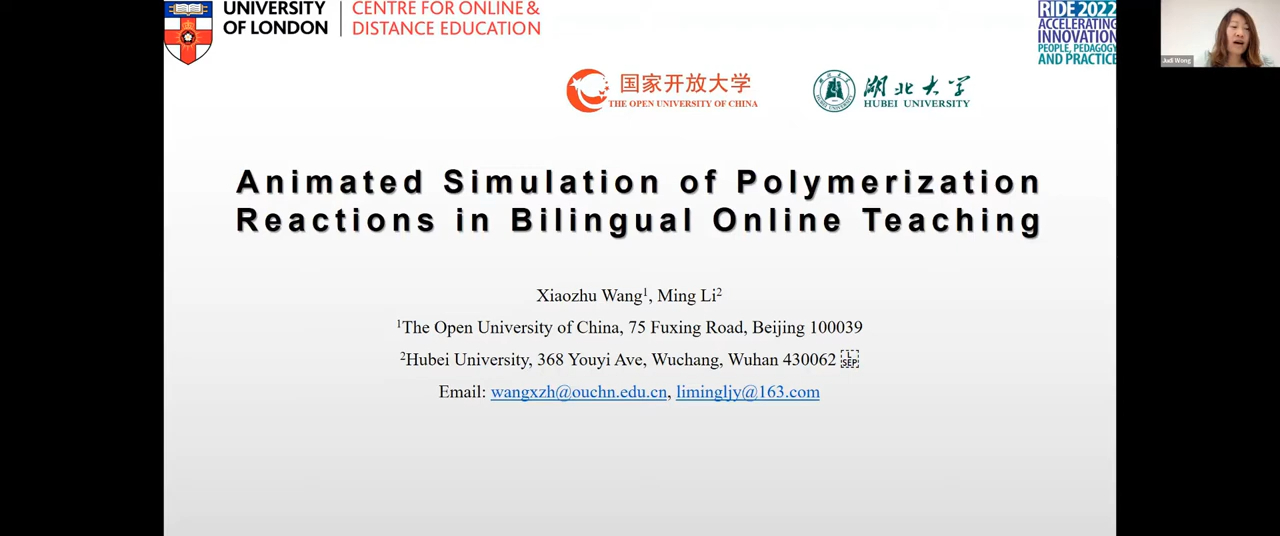 UNIVERSITY OF LONDON
CENTRE FOR ONLINE & DISTANCE EDUCATION
RIDE 2022
ACCELERATING
INNOVATION
PEOPLE, PEDAGOGY
AND PRACTICE
Judi Wong
国家开放大学
THE OPEN UNIVERSITY OF CHINA
湖北大学
HUBEI UNIVERSITY
Animated Simulation of Polymerization
Reactions in Bilingual Online Teaching
Xiaozhu Wang1, Ming Li2
1The Open University of China, 75 Fuxing Road, Beijing 100039
2Hubei University, 368 Youyi Ave, Wuchang, Wuhan 430062 L SEP
Email: wangxzh@ouchn.edu.cn, limingljy@163.com